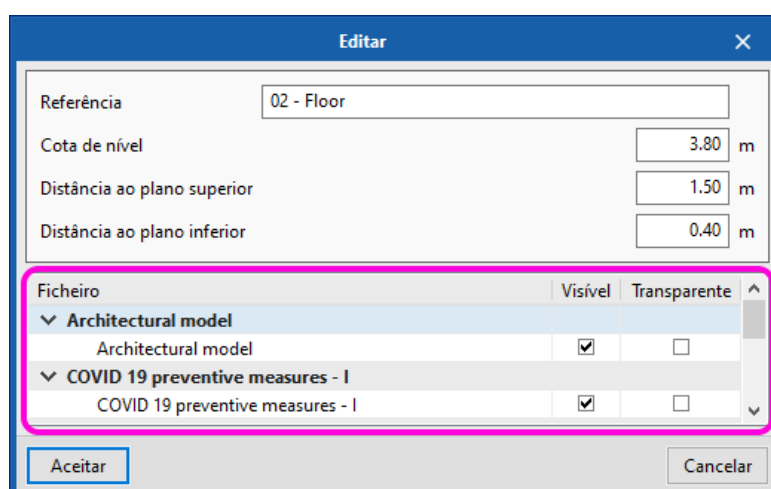 Editar
Referência 02 - Floor
Cota de nível 3.80 m
Distância ao plano superior 1.50 m
Distância ao plano inferior 0.40 m
Ficheiro Visível Transparente
Architectural model
Architectural model
COVID 19 preventive measures - I
COVID 19 preventive measures - I
Aceitar Cancelar